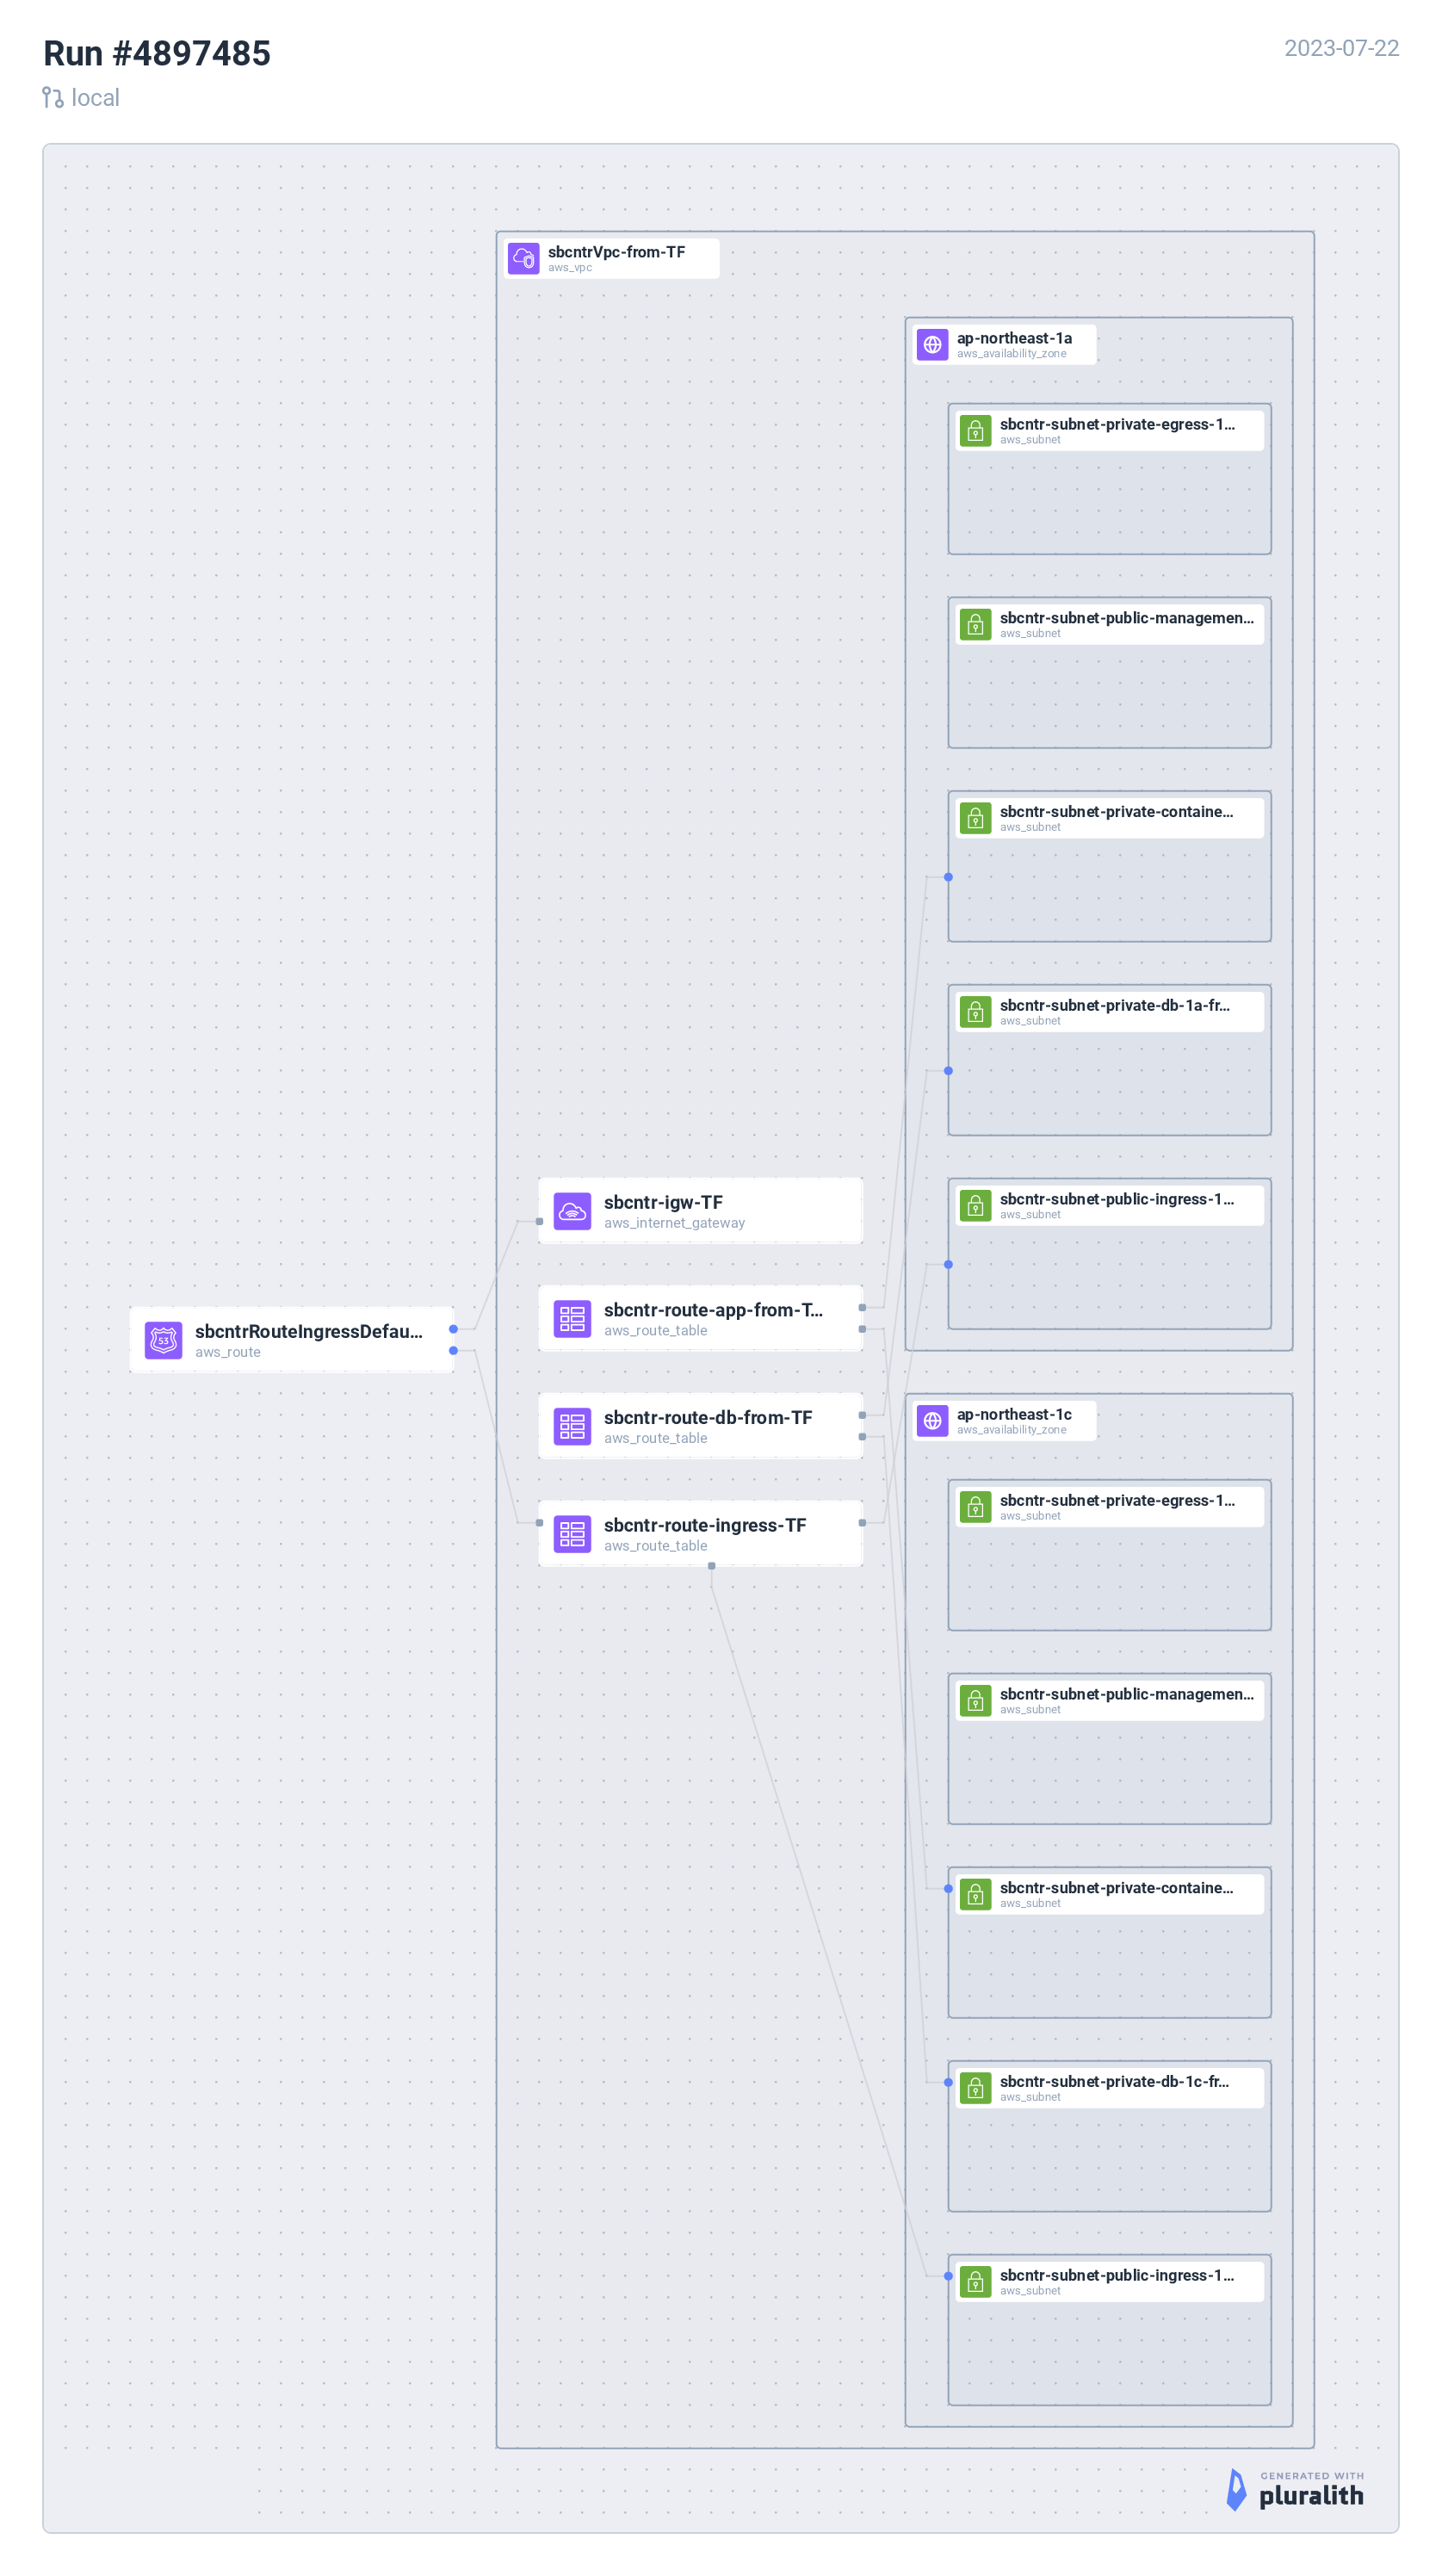 Run #4897485
2023-07-22
local
sbcntrVpc-from-TF
aws_vpc
ap-northeast-1a
aws_availability_zone
sbcntr-subnet-private-egress-1...
aws_subnet
sbcntr-subnet-public-managemen...
aws_subnet
sbcntr-subnet-private-containe...
aws_subnet
sbcntr-subnet-private-db-1a-fr...
aws_subnet
sbcntr-subnet-public-ingress-1...
aws_subnet
sbcntr-igw-TF
aws_internet_gateway
sbcntr-route-app-from-T...
aws_route_table
53
sbcntrRouteIngressDefau...
aws_route
sbcntr-route-db-from-TF
aws_route_table
sbcntr-route-ingress-TF
aws_route_table
ap-northeast-1c
aws_availability_zone
sbcntr-subnet-private-egress-1...
aws_subnet
sbcntr-subnet-public-managemen...
aws_subnet
sbcntr-subnet-private-containe...
aws_subnet
sbcntr-subnet-private-db-1c-fr...
aws_subnet
sbcntr-subnet-public-ingress-1...
aws_subnet
GENERATED WITH
pluralith